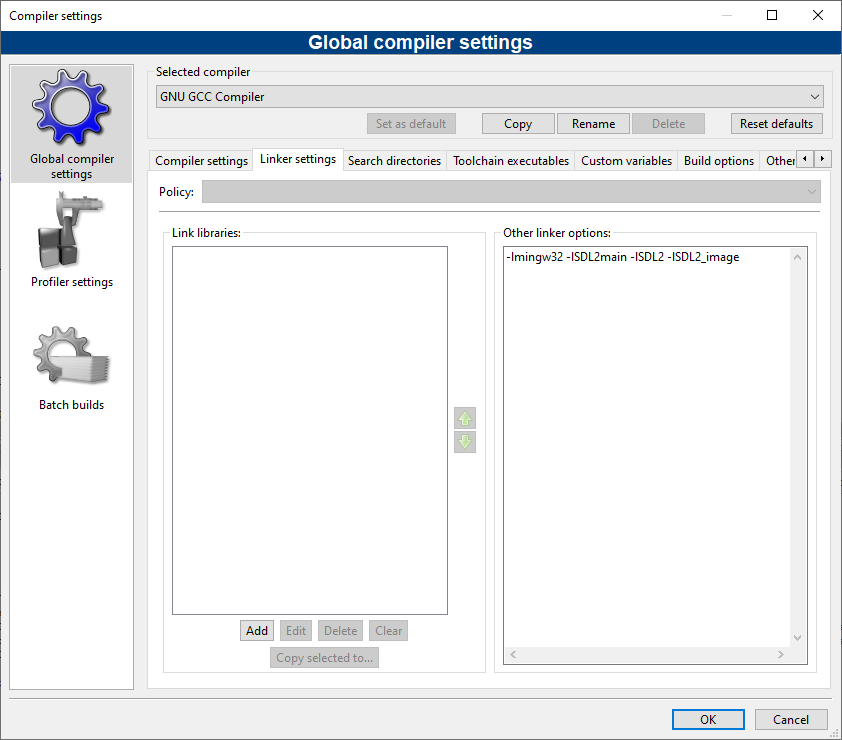 Compiler settings
Global compiler settings
Global compiler
settings
Profiler settings
Batch builds
Selected compiler
GNU GCC Compiler
Set as default
Copy
Rename
Delete
Reset defaults
Compiler settings
Linker settings
Search directories
Toolchain executables
Custom variables
Build options
Other
Policy:
Link libraries:
Add
Edit
Delete
Clear
Copy selected to...
Other linker options:
-lmingw32 -lSDL2main -lSDL2 -lSDL2_image
OK
Cancel